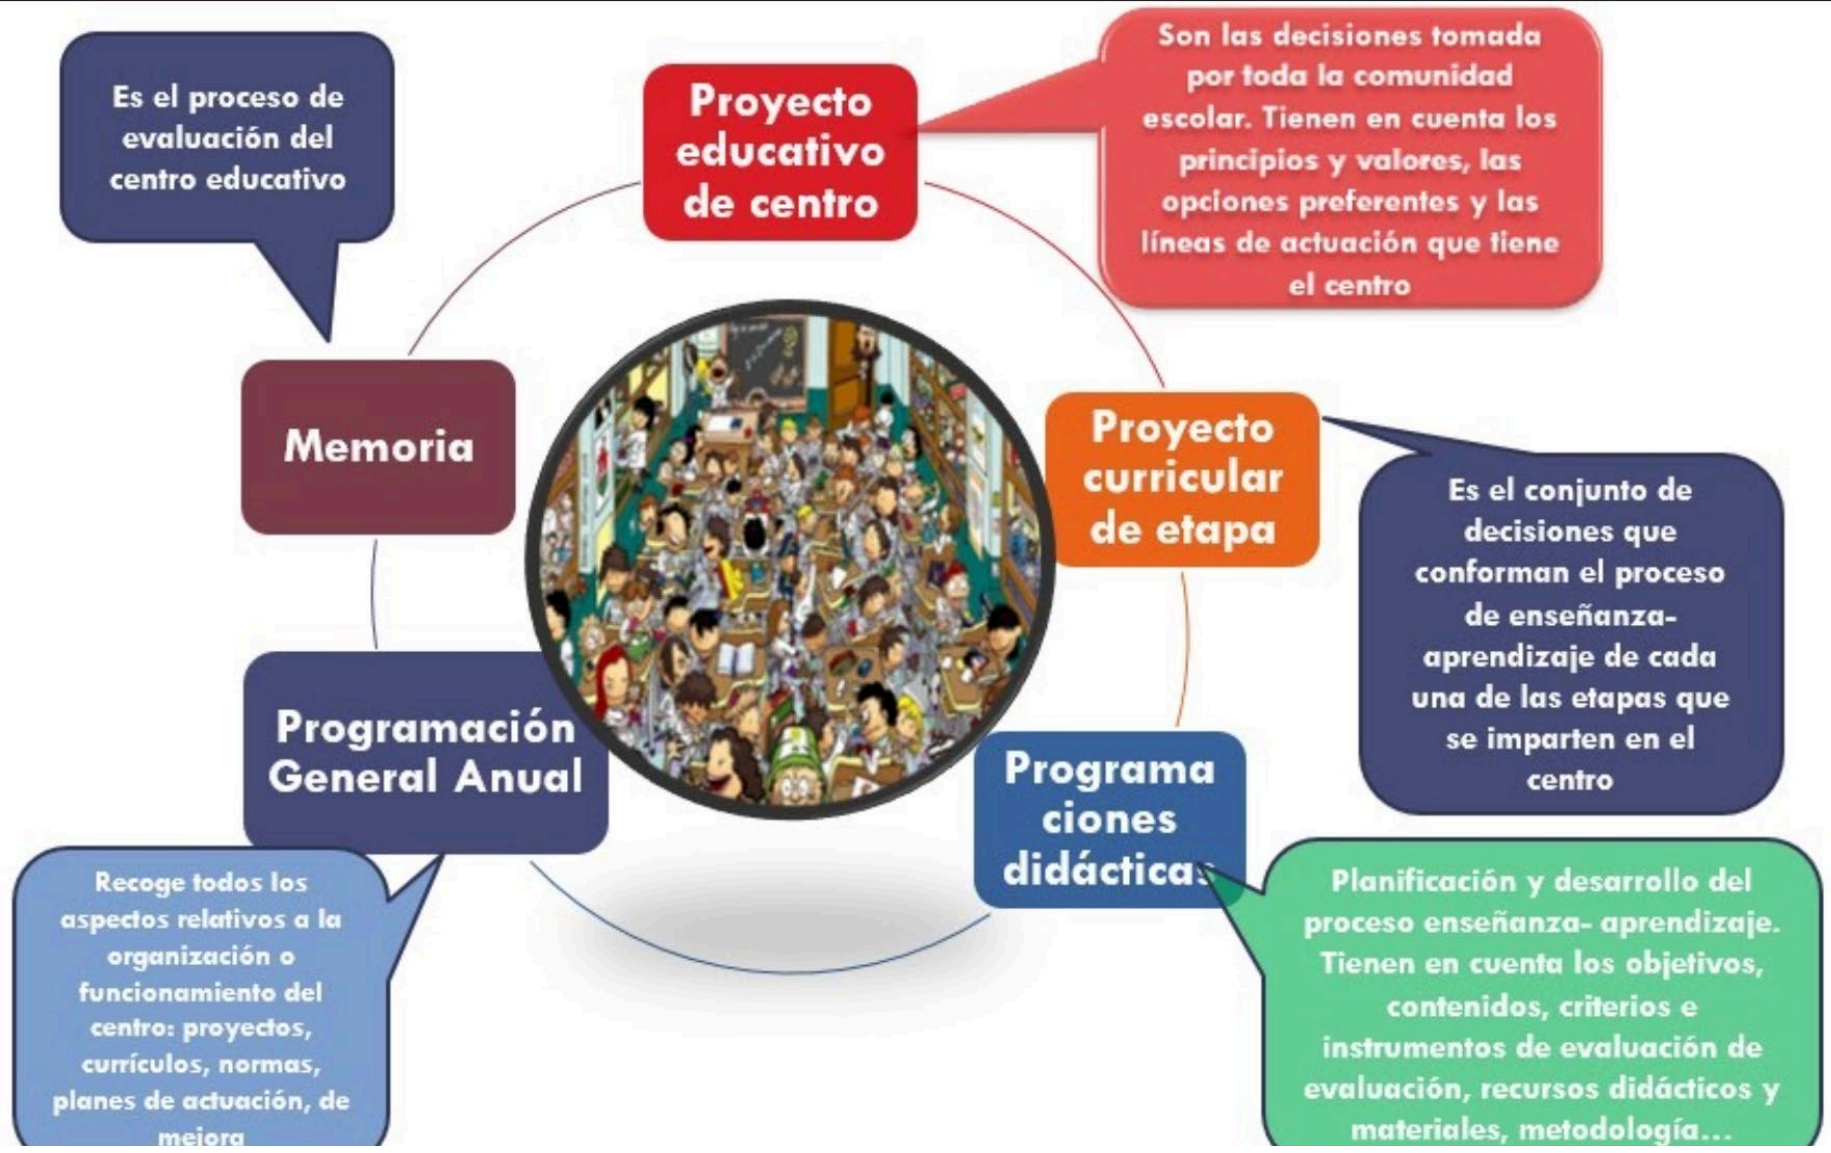 Es el proceso de
evaluación del
centro educativo
Proyecto
educativo
de centro
Son las decisiones tomada
por toda la comunidad
escolar. Tienen en cuenta los
principios y valores, las
opciones preferentes y las
líneas de actuación que tiene
el centro
Memoria
Proyecto
curricular
de etapa
Es el conjunto de
decisiones que
conforman el proceso
de enseñanza-
aprendizaje de cada
una de las etapas que
se imparten en el
centro
Programación
General Anual
Programa
ciones
didácticas
Recoge todos los
aspectos relativos a la
organización o
funcionamiento del
centro: proyectos,
currículos, normas,
planes de actuación, de
mejora
Planificación y desarrollo del
proceso enseñanza- aprendizaje.
Tienen en cuenta los objetivos,
contenidos, criterios e
instrumentos de evaluación de
evaluación, recursos didácticos y
materiales, metodología...